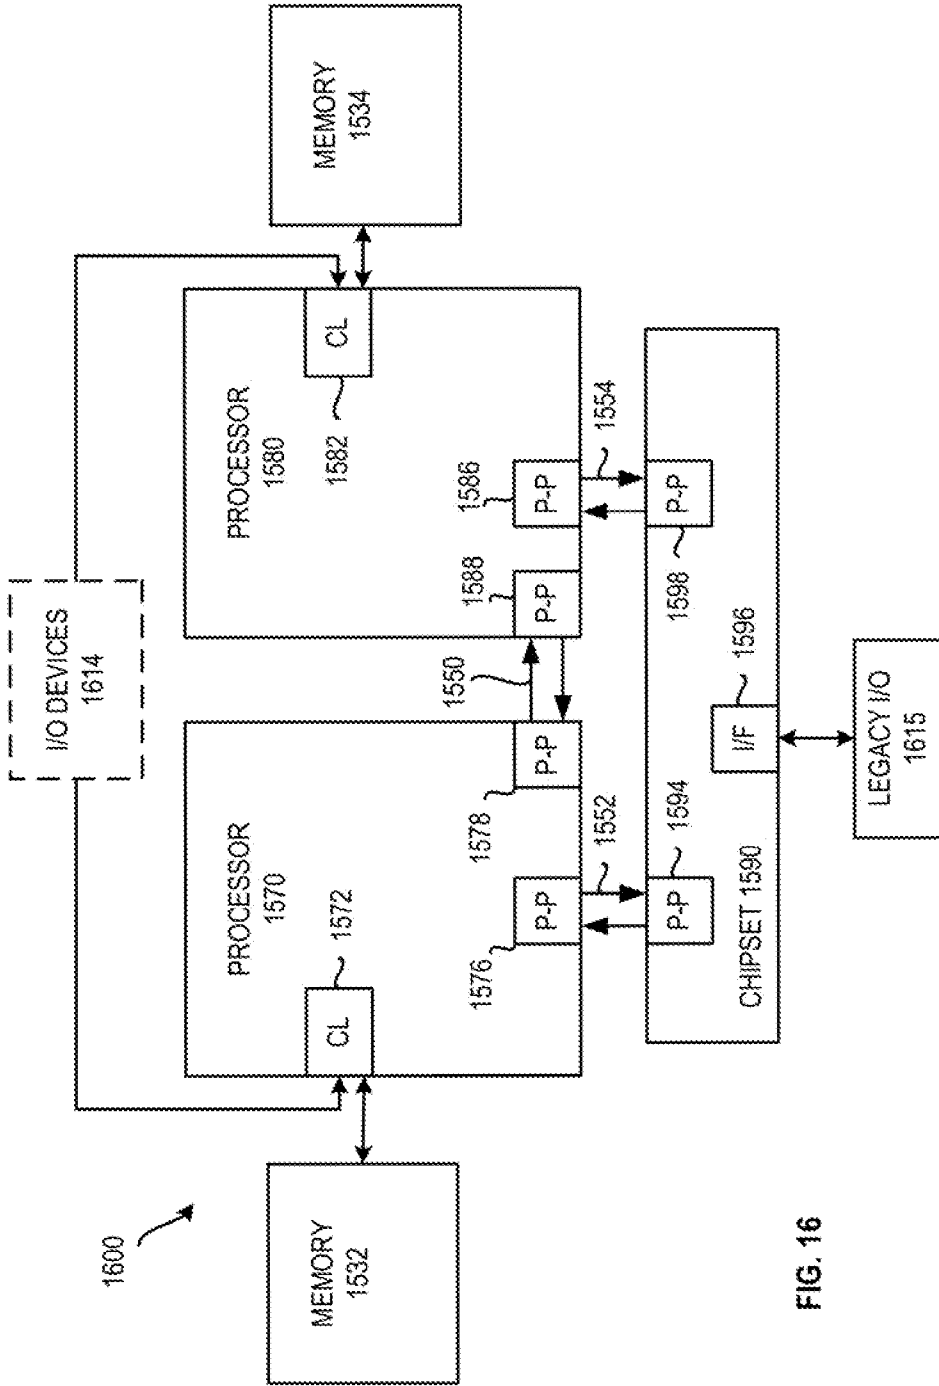 I/O DEVICES
1614
1600
MEMORY
1532
PROCESSOR
1570
CL
1572
1576
P-P
1578
P-P
1550
PROCESSOR
1580
CL
1582
1588
P-P
1586
P-P
MEMORY
1534
1552
1554
CHIPSET 1590
P-P
1594
I/F
1596
P-P
1598
LEGACY I/O
1615
FIG. 16